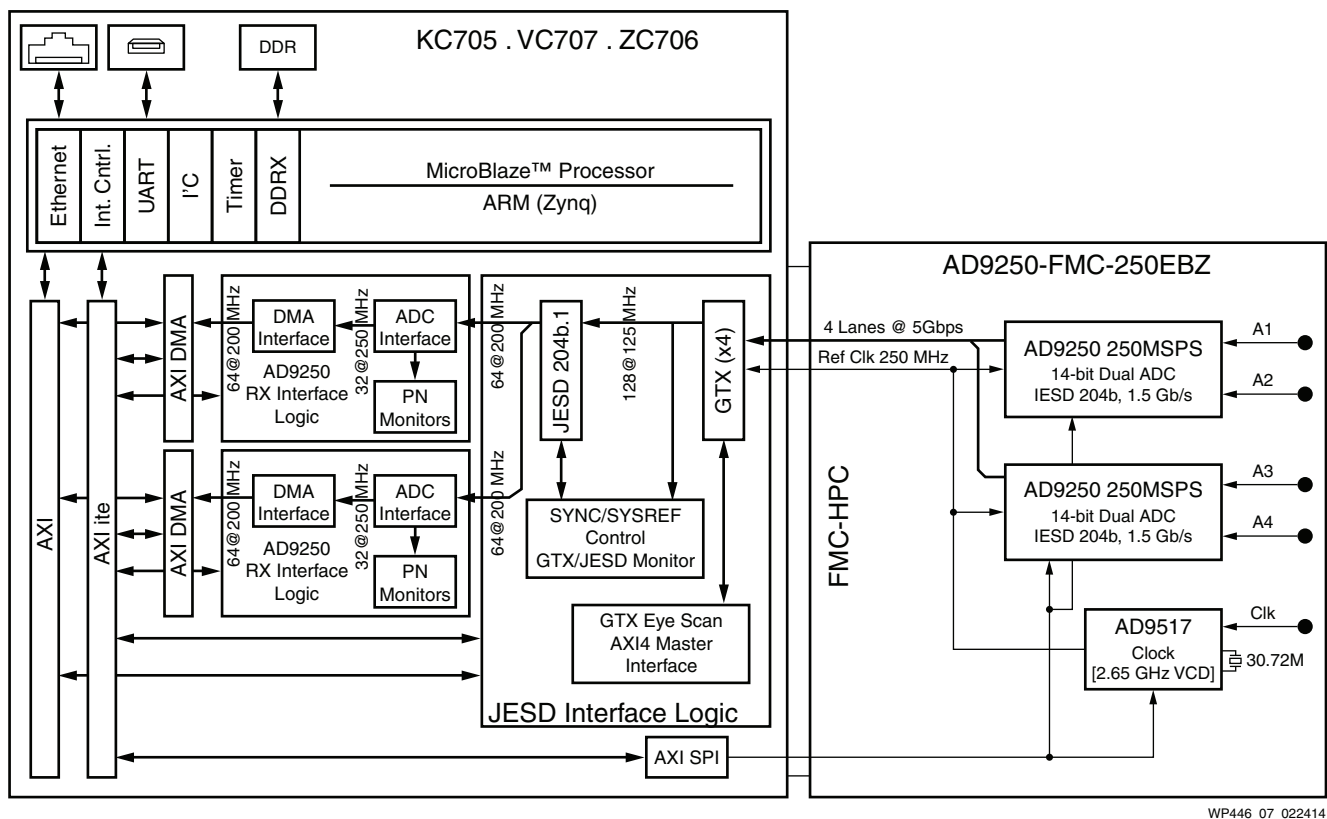 KC705 . VC707 . ZC706
DDR
Ethernet
Int. Cntrl.
UART
I'C
Timer
DDRX
MicroBlaze™ Processor
ARM (Zynq)
AXI
AXI ite
AXI DMA
64@200 MHz
DMA
Interface
32@250 MHz
ADC
Interface
AD9250
RX Interface
Logic
PN
Monitors
64@200 MHz
JESD 204b.1
128@125 MHz
GTX (x4)
AXI DMA
64@200 MHz
DMA
Interface
32@250 MHz
ADC
Interface
AD9250
RX Interface
Logic
PN
Monitors
64@200 MHz
SYNC/SYSREF
Control
GTX/JESD Monitor
GTX Eye Scan
AXI4 Master
Interface
JESD Interface Logic
AXI SPI
AD9250-FMC-250EBZ
FMC-HPC
4 Lanes @ 5Gbps
Ref Clk 250 MHz
AD9250 250MSPS
14-bit Dual ADC
IESD 204b, 1.5 Gb/s
A1
A2
AD9250 250MSPS
14-bit Dual ADC
IESD 204b, 1.5 Gb/s
A3
A4
AD9517
Clock
[2.65 GHz VCD]
Clk
30.72M
WP446_07_022414